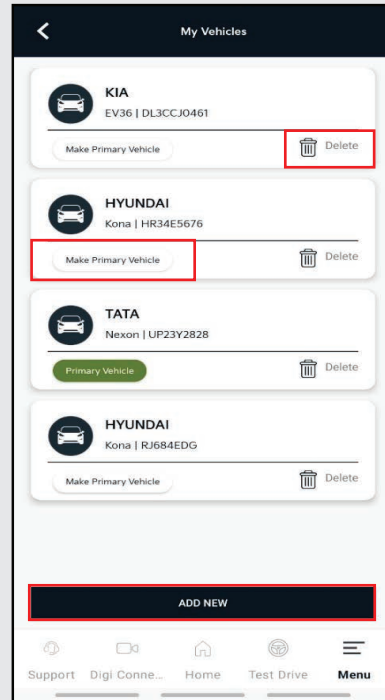 My Vehicles
KIA
EV36 | DL3CCJ0461
Make Primary Vehicle
Delete
HYUNDAI
Kona | HR34E5676
Make Primary Vehicle
Delete
TATA
Nexon | UP23Y2828
Primary Vehicle
Delete
HYUNDAI
Kona | RJ684EDG
Make Primary Vehicle
Delete
ADD NEW
Support Digi Conne... Home Test Drive Menu